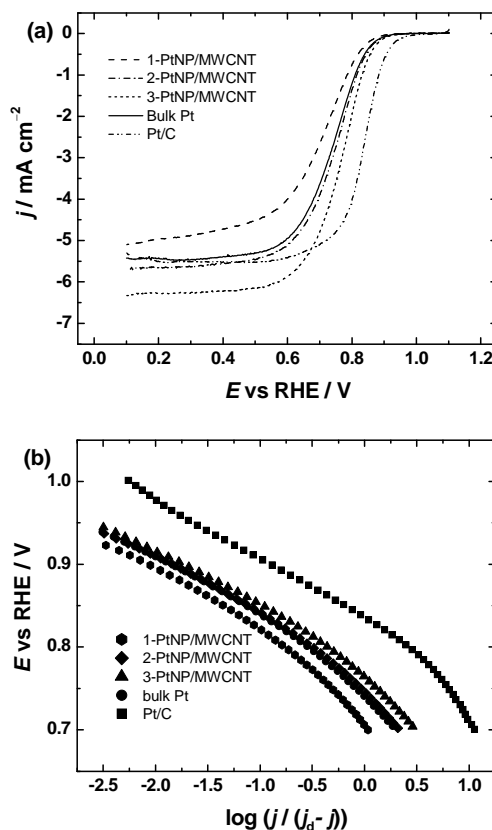 (a)
1-PtNP/MWCNT
2-PtNP/MWCNT
3-PtNP/MWCNT
Bulk Pt
Pt/C
j / mA cm⁻²
0
-1
-2
-3
-4
-5
-6
-7
0.0 0.2 0.4 0.6 0.8 1.0 1.2
E vs RHE / V
(b)
E vs RHE / V
1.0
0.9
0.8
0.7
1-PtNP/MWCNT
2-PtNP/MWCNT
3-PtNP/MWCNT
bulk Pt
Pt/C
-2.5 -2.0 -1.5 -1.0 -0.5 0.0 0.5 1.0
log (j / (j_d- j))